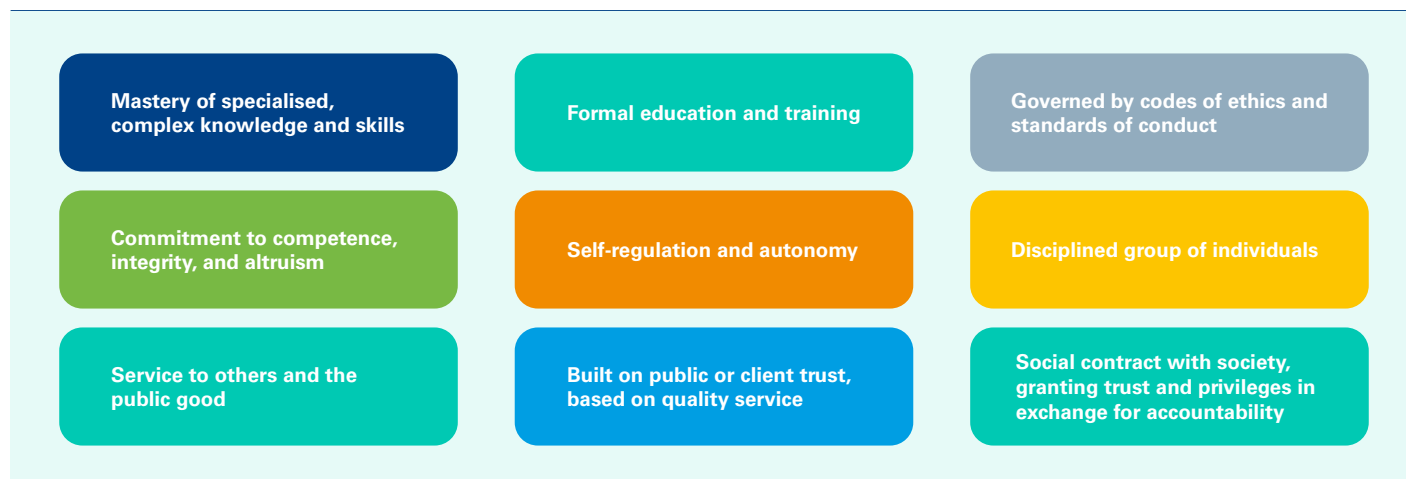 Mastery of specialised,
complex knowledge and skills
Formal education and training
Governed by codes of ethics and
standards of conduct
Commitment to competence,
integrity, and altruism
Self-regulation and autonomy
Disciplined group of individuals
Service to others and the
public good
Built on public or client trust,
based on quality service
Social contract with society,
granting trust and privileges in
exchange for accountability